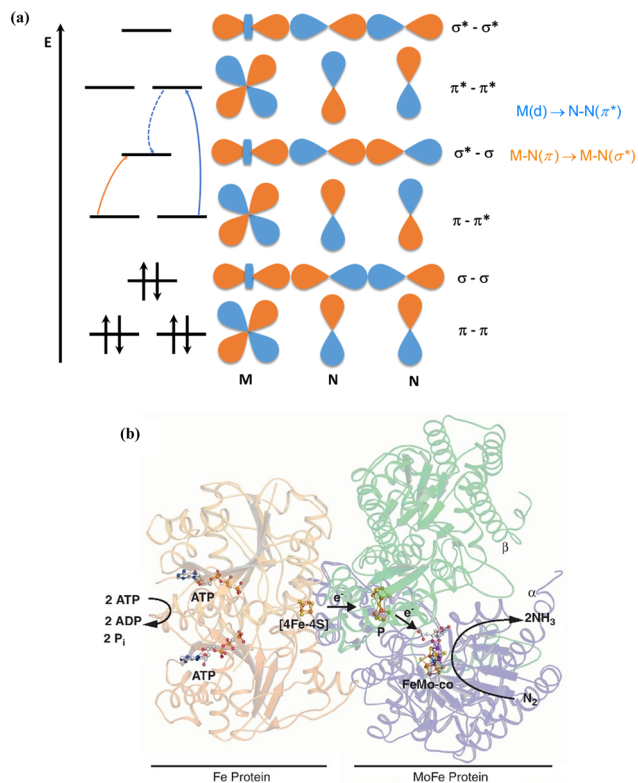 (a)
E
σ* - σ*
π* - π*
M(d) → N-N(π*)
σ* - σ
M-N(π) → M-N(σ*)
π - π*
σ - σ
π - π
M N N
(b)
β
α
ATP
2 ATP
2 ADP
2 Pi
[4Fe-4S]
e-
P
e-
2NH3
ATP
FeMo-co
N2
Fe Protein
MoFe Protein